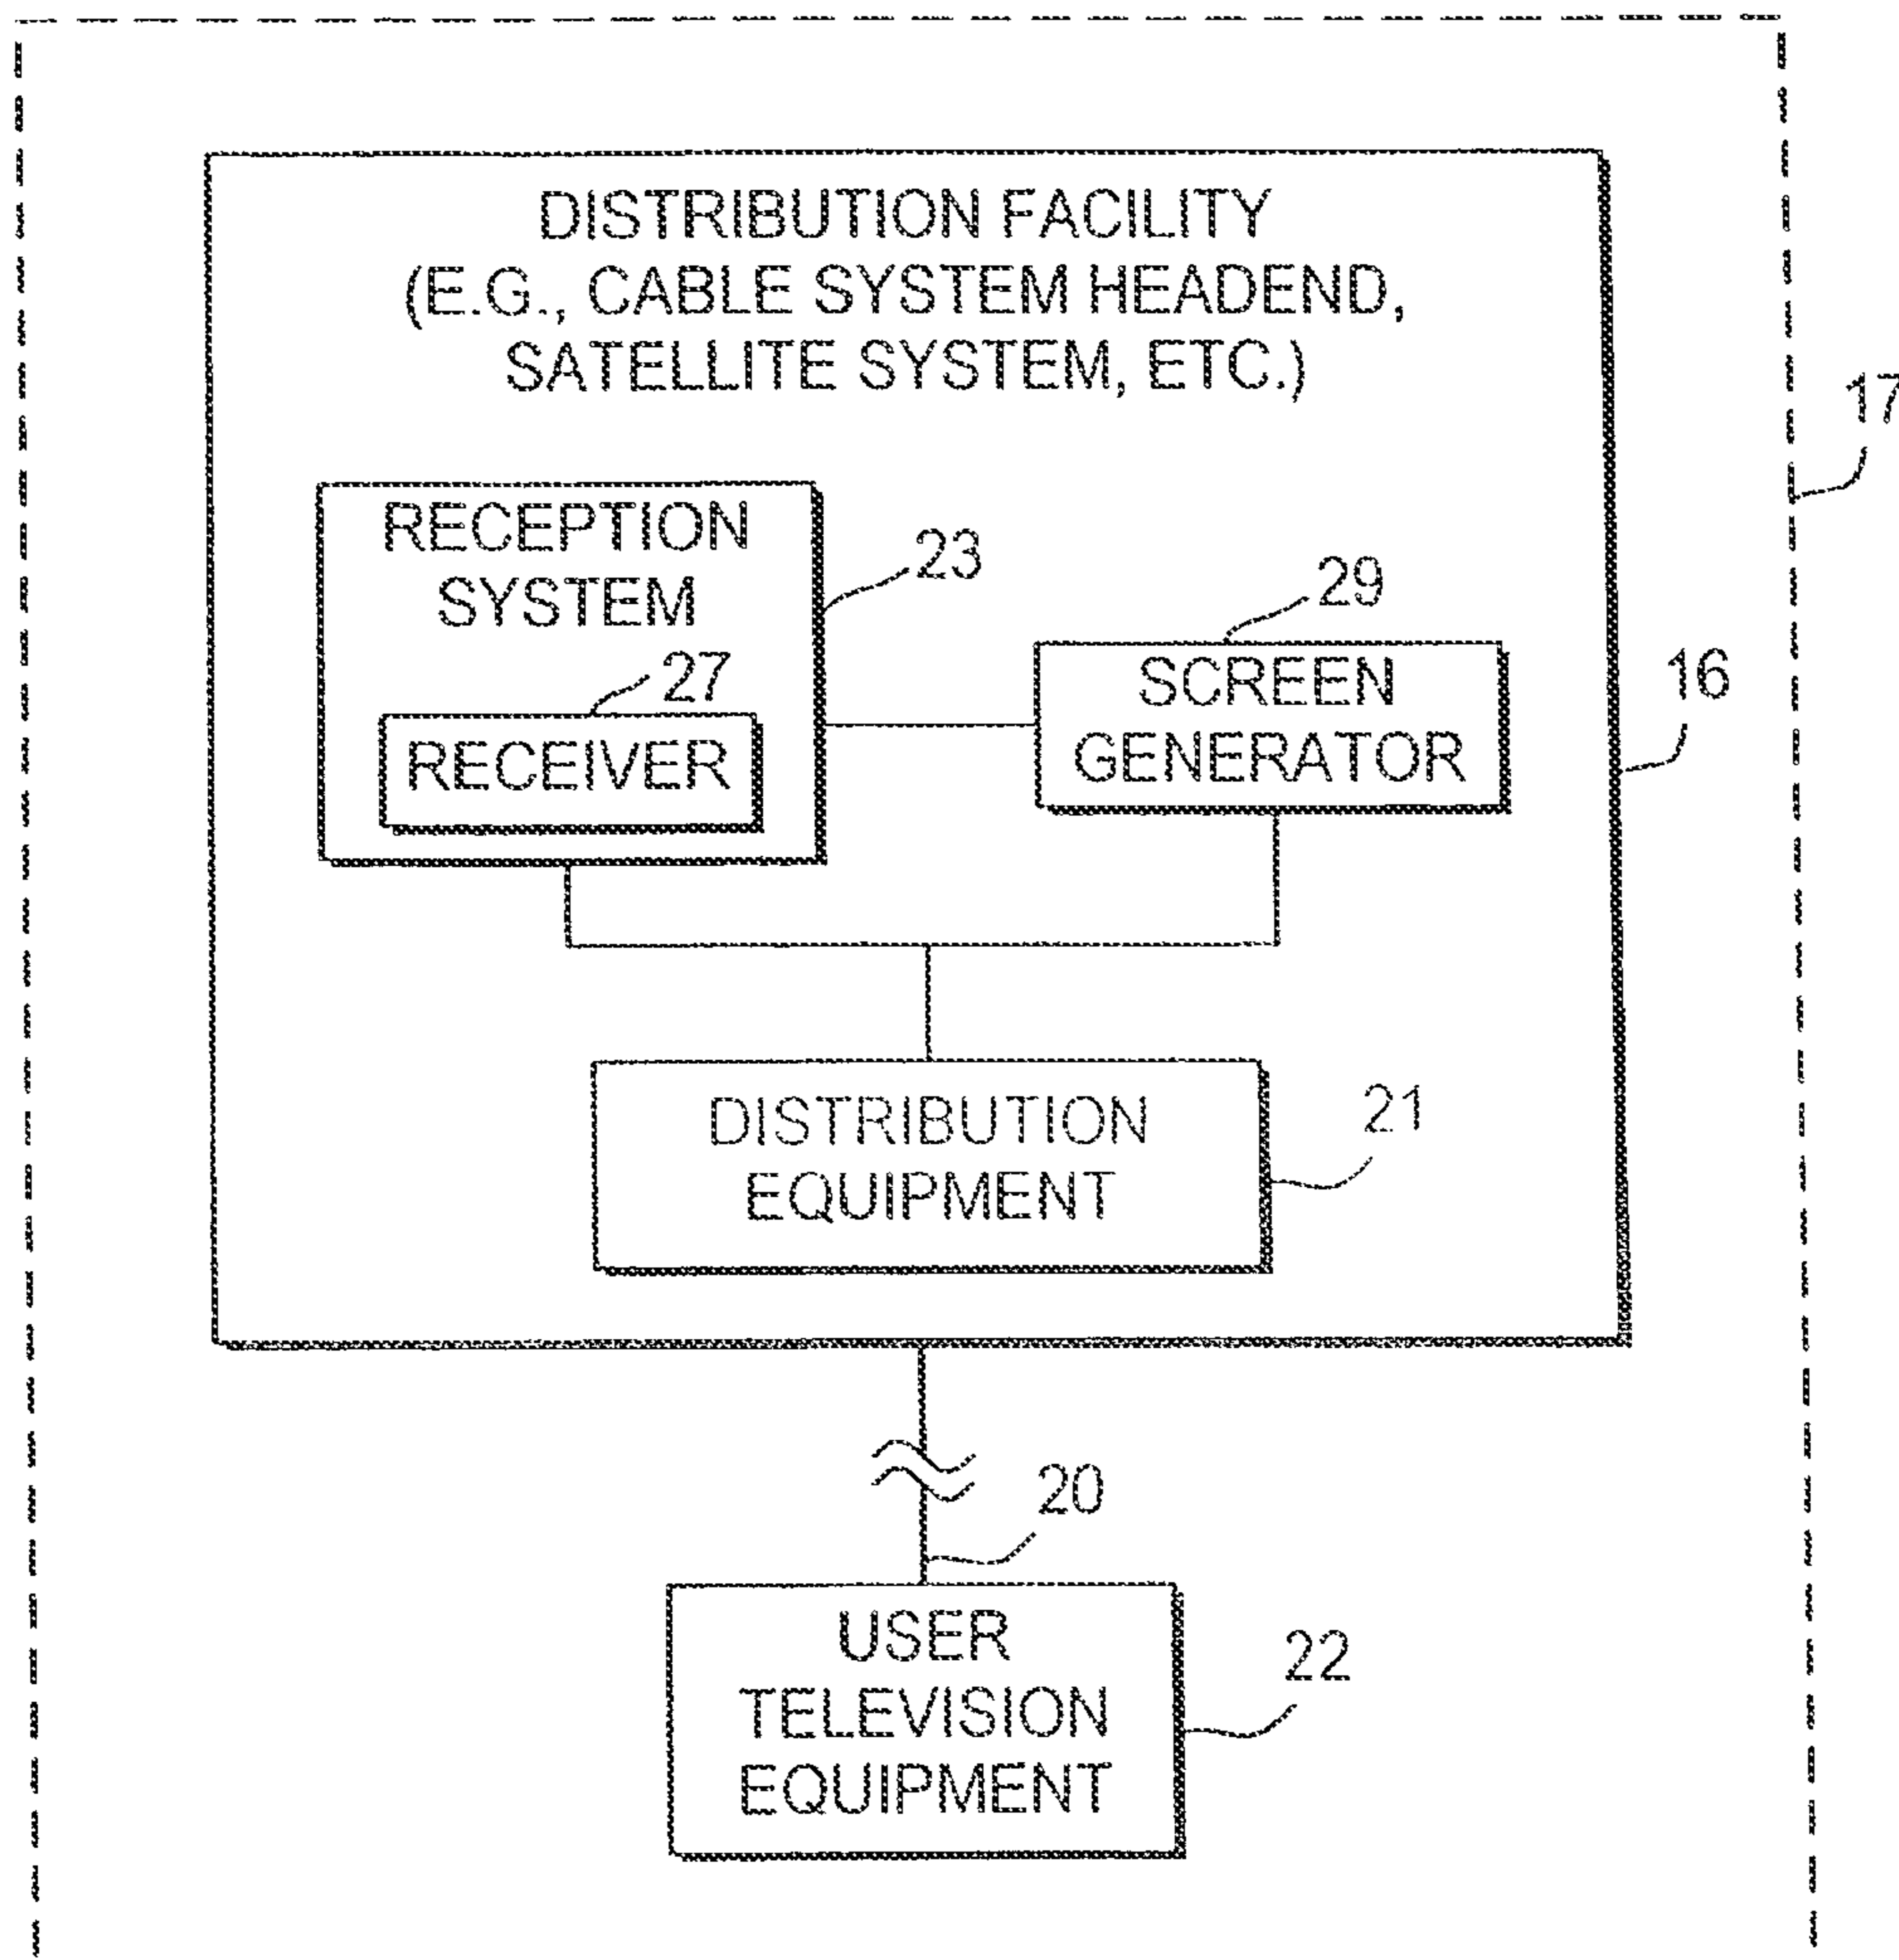 DISTRIBUTION FACILITY
(E.G., CABLE SYSTEM HEADEND,
SATELLITE SYSTEM, ETC.)
17
RECEPTION
SYSTEM
23
29
27
RECEIVER
SCREEN
GENERATOR
16
DISTRIBUTION
EQUIPMENT
21
20
USER
TELEVISION
EQUIPMENT
22